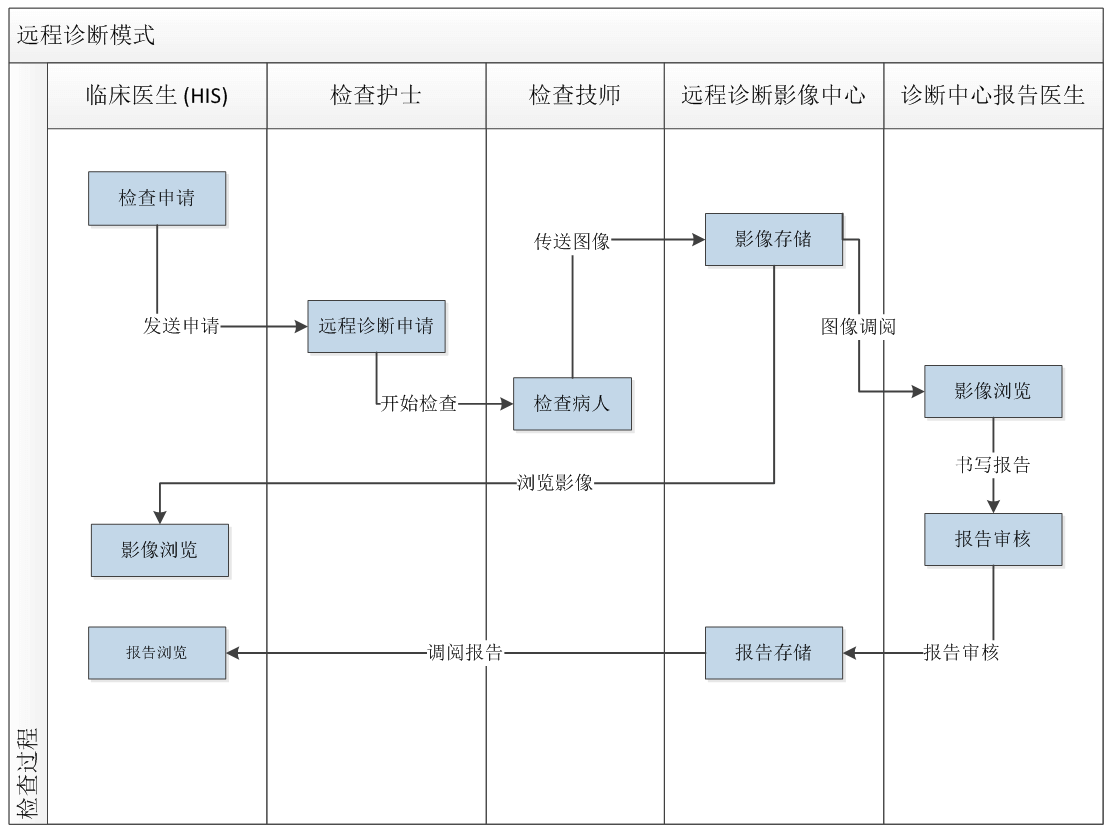 远程诊断模式
临床医生 (HIS)
检查护士
检查技师
远程诊断影像中心
诊断中心报告医生
检查申请
传送图像
影像存储
发送申请
远程诊断申请
图像调阅
开始检查
检查病人
影像浏览
书写报告
浏览影像
影像浏览
报告审核
报告浏览
调阅报告
报告存储
报告审核
检查过程